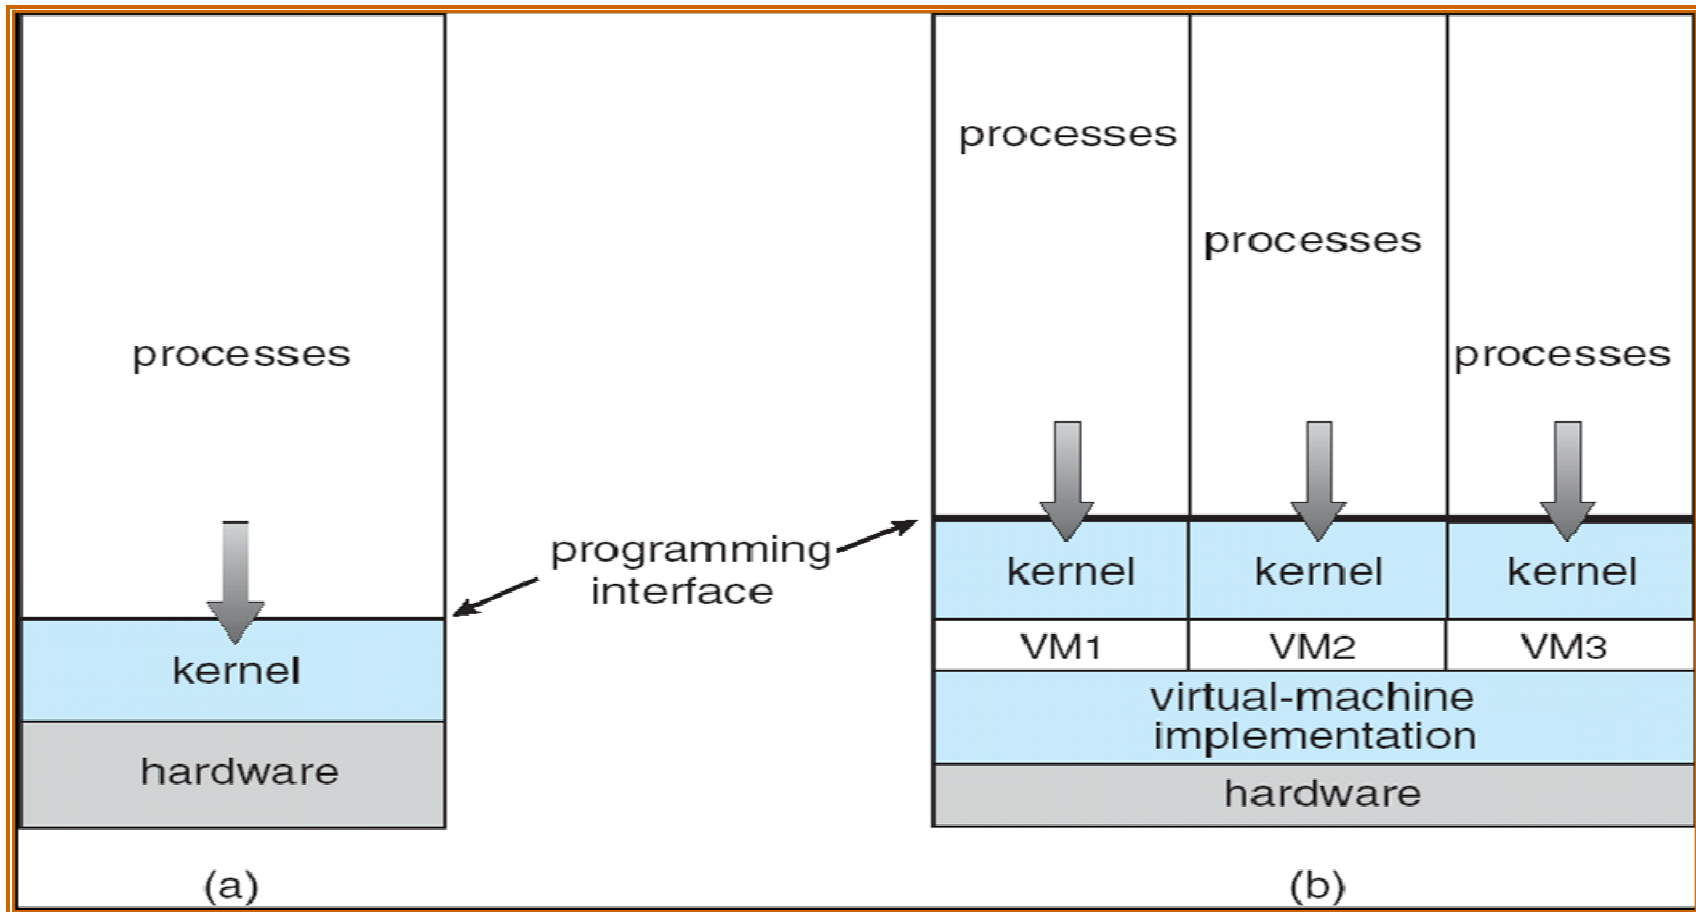 processes
kernel
hardware
(a)
programming
interface
processes
processes
processes
kernel
kernel
kernel
VM1
VM2
VM3
virtual-machine
implementation
hardware
(b)